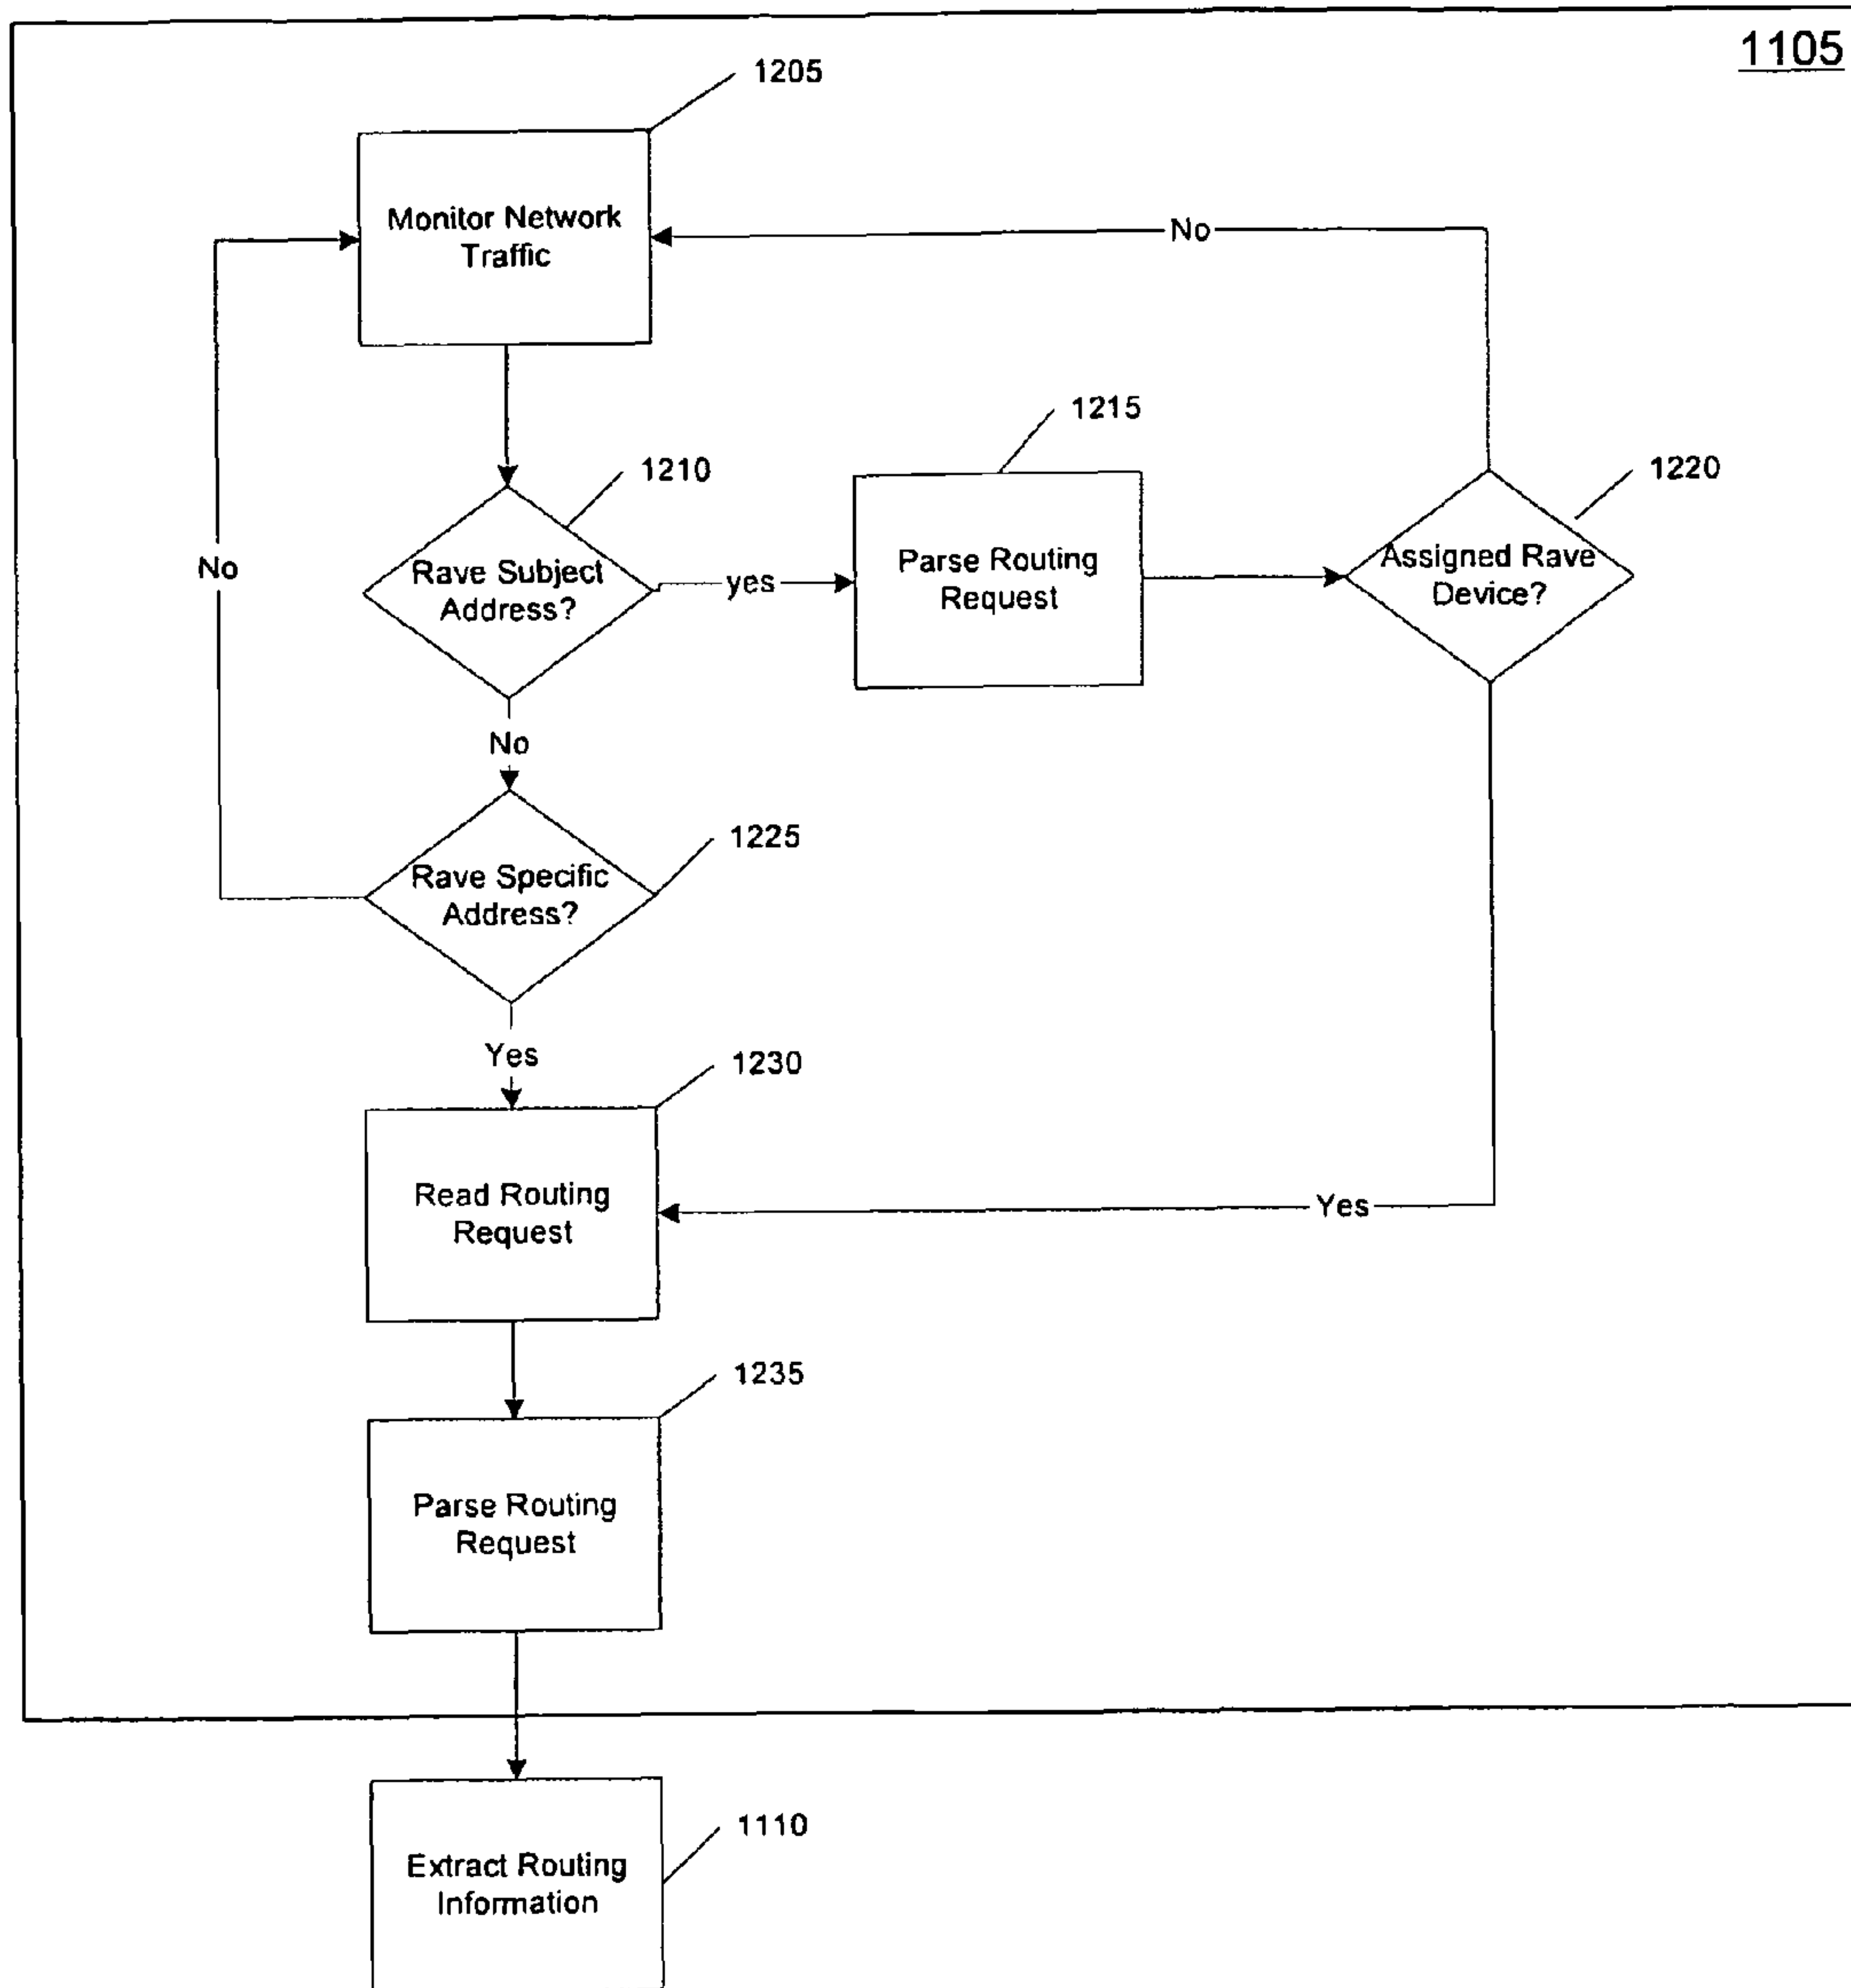 1105
1205
Monitor Network
Traffic
No
1215
1210
1220
Rave Subject
Address?
yes
Parse Routing
Request
Assigned Rave
Device?
No
No
1225
Rave Specific
Address?
Yes
1230
Read Routing
Request
Yes
1235
Parse Routing
Request
1110
Extract Routing
Information